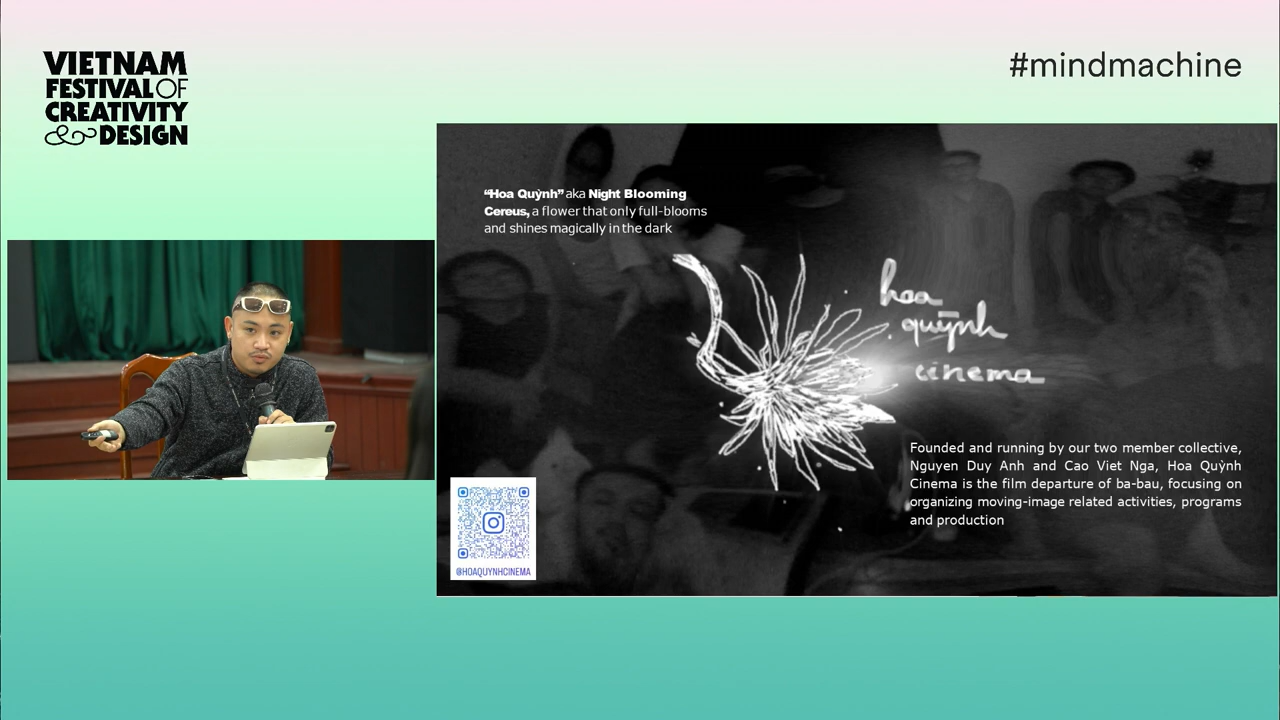 VIETNAM
FESTIVAL OF
CREATIVITY
& DESIGN
#mindmachine
“Hoa Quỳnh” aka Night Blooming
Cereus, a flower that only full-blooms
and shines magically in the dark
hoa
quỳnh
cinema
Founded and running by our two member collective,
Nguyen Duy Anh and Cao Viet Nga, Hoa Quỳnh
Cinema is the film departure of ba-bau, focusing on
organizing moving-image related activities, programs
and production
@HOAQUYNHCINEMA